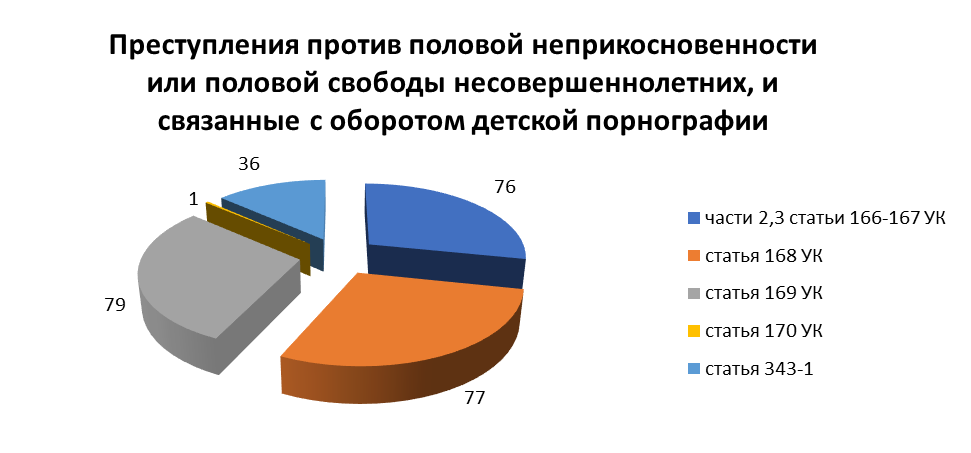 Преступления против половой неприкосновенности
или половой свободы несовершеннолетних, и
связанные с оборотом детской порнографии
36
76
1
79
77
части 2,3 статьи 166-167 УК
статья 168 УК
статья 169 УК
статья 170 УК
статья 343-1